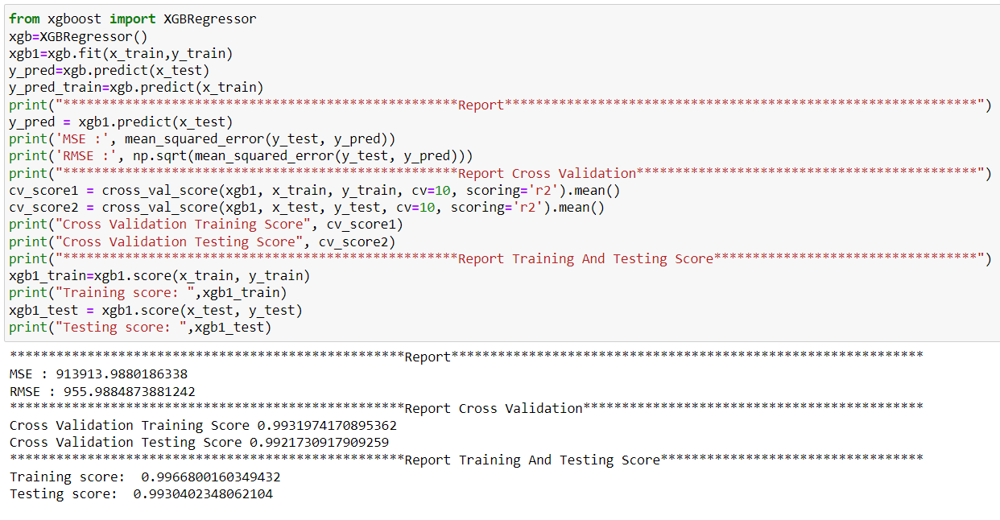 from xgboost import XGBRegressor
xgb=XGBRegressor()
xgb1=xgb.fit(x_train,y_train)
y_pred=xgb.predict(x_test)
y_pred_train=xgb.predict(x_train)
print("***************************************************Report*************************************************************")
y_pred = xgb1.predict(x_test)
print('MSE :', mean_squared_error(y_test, y_pred))
print('RMSE :', np.sqrt(mean_squared_error(y_test, y_pred)))
print("***************************************************Report Cross Validation********************************************")
cv_score1 = cross_val_score(xgb1, x_train, y_train, cv=10, scoring='r2').mean()
cv_score2 = cross_val_score(xgb1, x_test, y_test, cv=10, scoring='r2').mean()
print("Cross Validation Training Score", cv_score1)
print("Cross Validation Testing Score", cv_score2)
print("***************************************************Report Training And Testing Score**********************************")
xgb1_train=xgb1.score(x_train, y_train)
print("Training score: ",xgb1_train)
xgb1_test = xgb1.score(x_test, y_test)
print("Testing score: ",xgb1_test)
***************************************************Report*************************************************************
MSE : 913913.9880186338
RMSE : 955.9884873881242
***************************************************Report Cross Validation********************************************
Cross Validation Training Score 0.9931974170895362
Cross Validation Testing Score 0.9921730917909259
***************************************************Report Training And Testing Score**********************************
Training score:  0.9966800160349432
Testing score:  0.9930402348062104